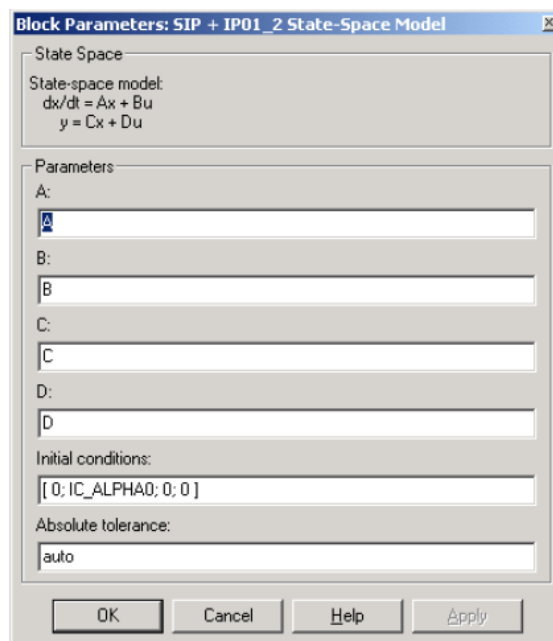 Block Parameters: SIP + IP01_2 State-Space Model
State Space
State-space model:
dx/dt = Ax + Bu
y = Cx + Du
Parameters
A:
A
B:
B
C:
C
D:
D
Initial conditions:
[ 0; IC_ALPHA0; 0; 0 ]
Absolute tolerance:
auto
OK Cancel Help Apply